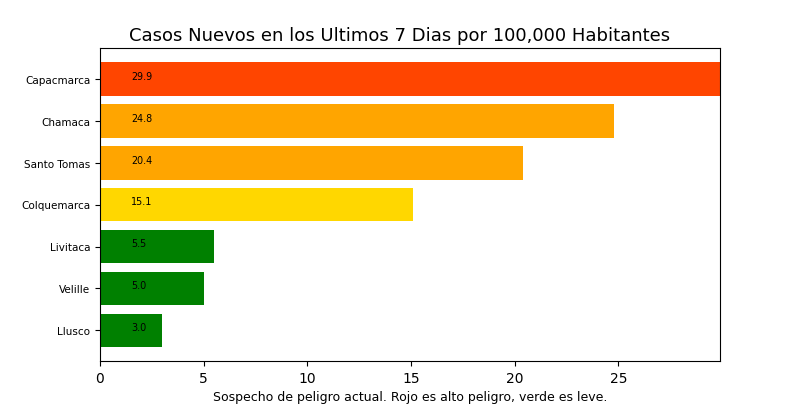 Casos Nuevos en los Ultimos 7 Dias por 100,000 Habitantes
Capacmarca 29.9
Chamaca 24.8
Santo Tomas 20.4
Colquemarca 15.1
Livitaca 5.5
Velille 5.0
Llusco 3.0
0 5 10 15 20 25
Sospecho de peligro actual. Rojo es alto peligro, verde es leve.